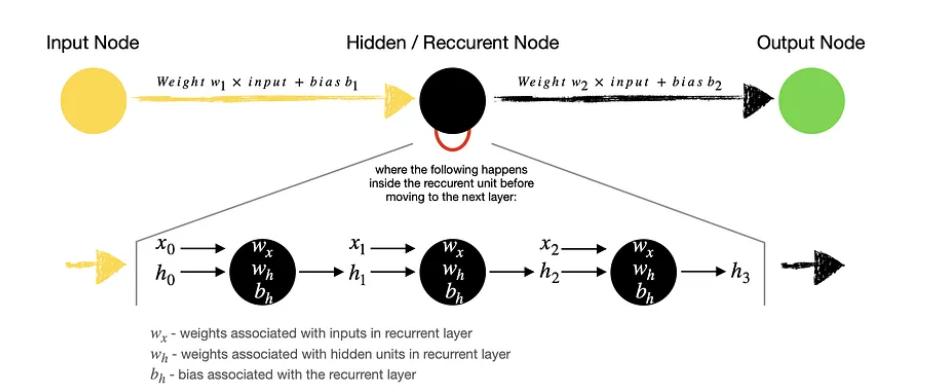 Input Node
Hidden / Reccurent Node
Output Node
Weight w₁ × input + bias b₁
Weight w₂ × input + bias b₂
where the following happens
inside the reccurent unit before
moving to the next layer:
x₀ wₓ x₁ wₓ x₂ wₓ
h₀ wₕ h₁ wₕ h₂ wₕ h₃
bₕ bₕ bₕ
wₓ - weights associated with inputs in recurrent layer
wₕ - weights associated with hidden units in recurrent layer
bₕ - bias associated with the recurrent layer